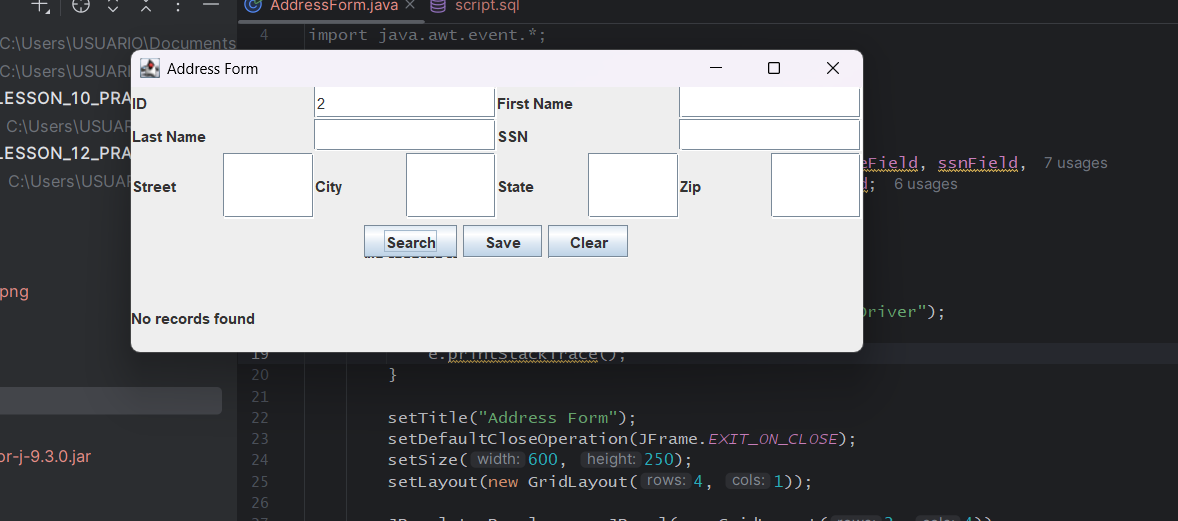 AddressForm.java
script.sql
4 import java.awt.event.*;
C:\Users\USUARIO\Documents
C:\Users\USUARIO\Documents
LESSON_10_PRA
C:\Users\USUAR
LESSON_12_PRA
C:\Users\USUAR
png
or-j-9.3.0.jar
Address Form
ID 2 First Name
Last Name SSN
Street City State Zip
Search Save Clear
No records found
eField, ssnField, 7 usages
; 6 usages
Driver");
19 e.printStackTrace();
20 }
21
22 setTitle("Address Form");
23 setDefaultCloseOperation(JFrame.EXIT_ON_CLOSE);
24 setSize( width: 600, height: 250);
25 setLayout(new GridLayout( rows: 4, cols: 1));
26